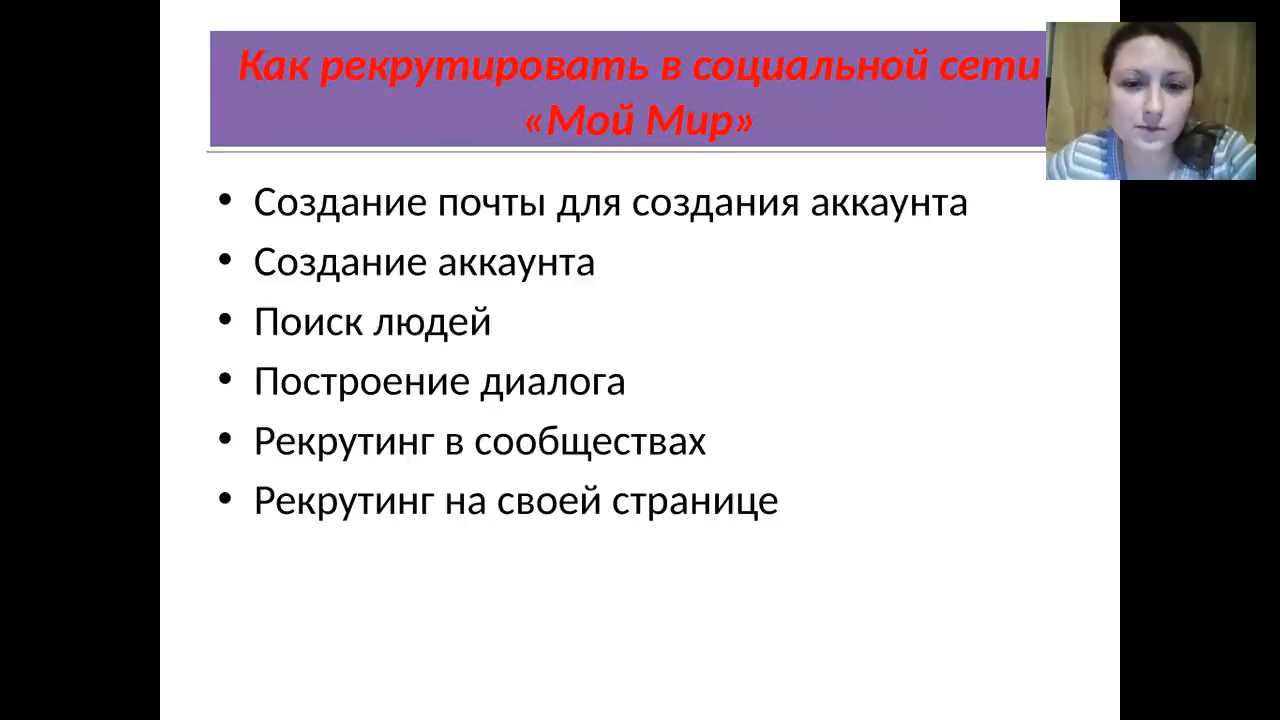 Как рекрутировать в социальной сети
«Мой Мир»
• Создание почты для создания аккаунта
• Создание аккаунта
• Поиск людей
• Построение диалога
• Рекрутинг в сообществах
• Рекрутинг на своей странице